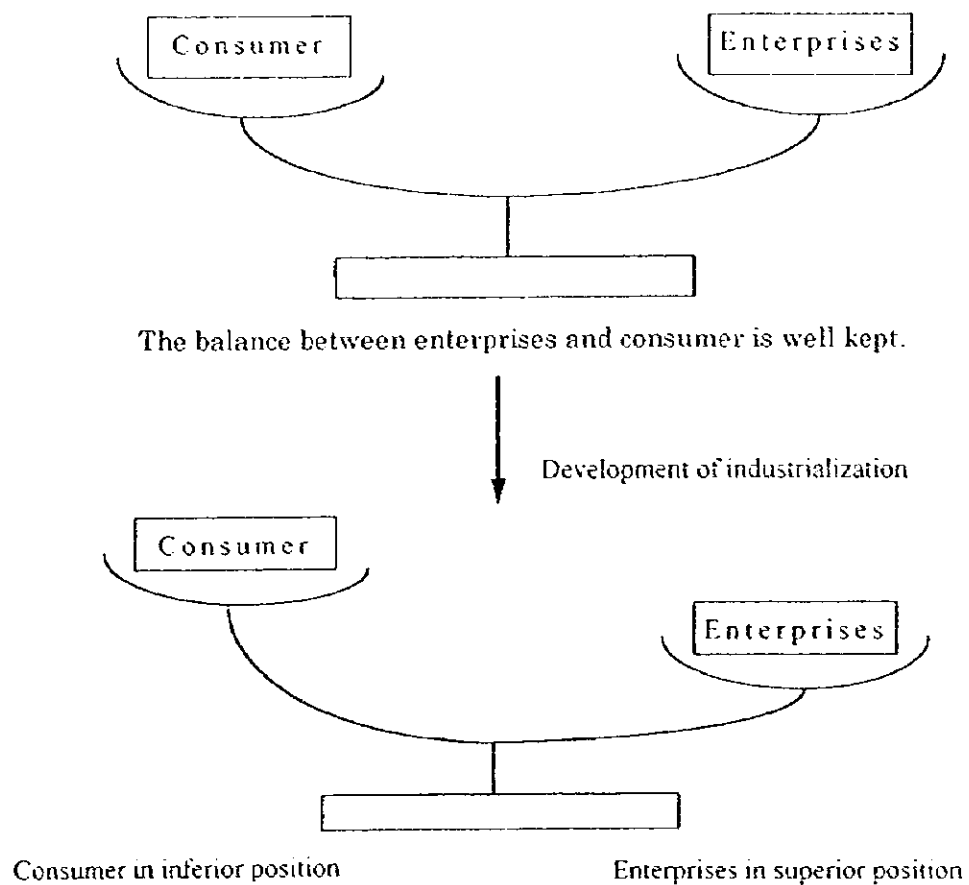 Consumer
Enterprises
The balance between enterprises and consumer is well kept.
Development of industrialization
Consumer
Enterprises
Consumer in inferior position
Enterprises in superior position